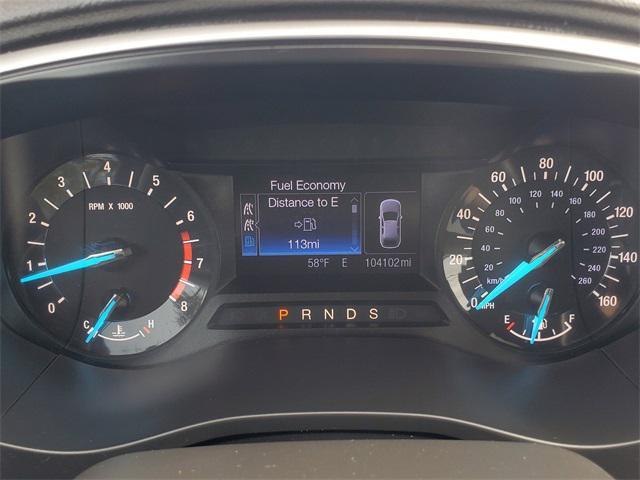 Fuel Economy
Distance to E
113mi
58°F E 104102mi
P R N D S
RPM X 1000
0 1 2 3 4 5 6 7 8
C H
0 20 40 60 80 100 120 140 160
MPH
20 40 60 80 100 120 140 160 180 200 220 240 260
km/h
E F